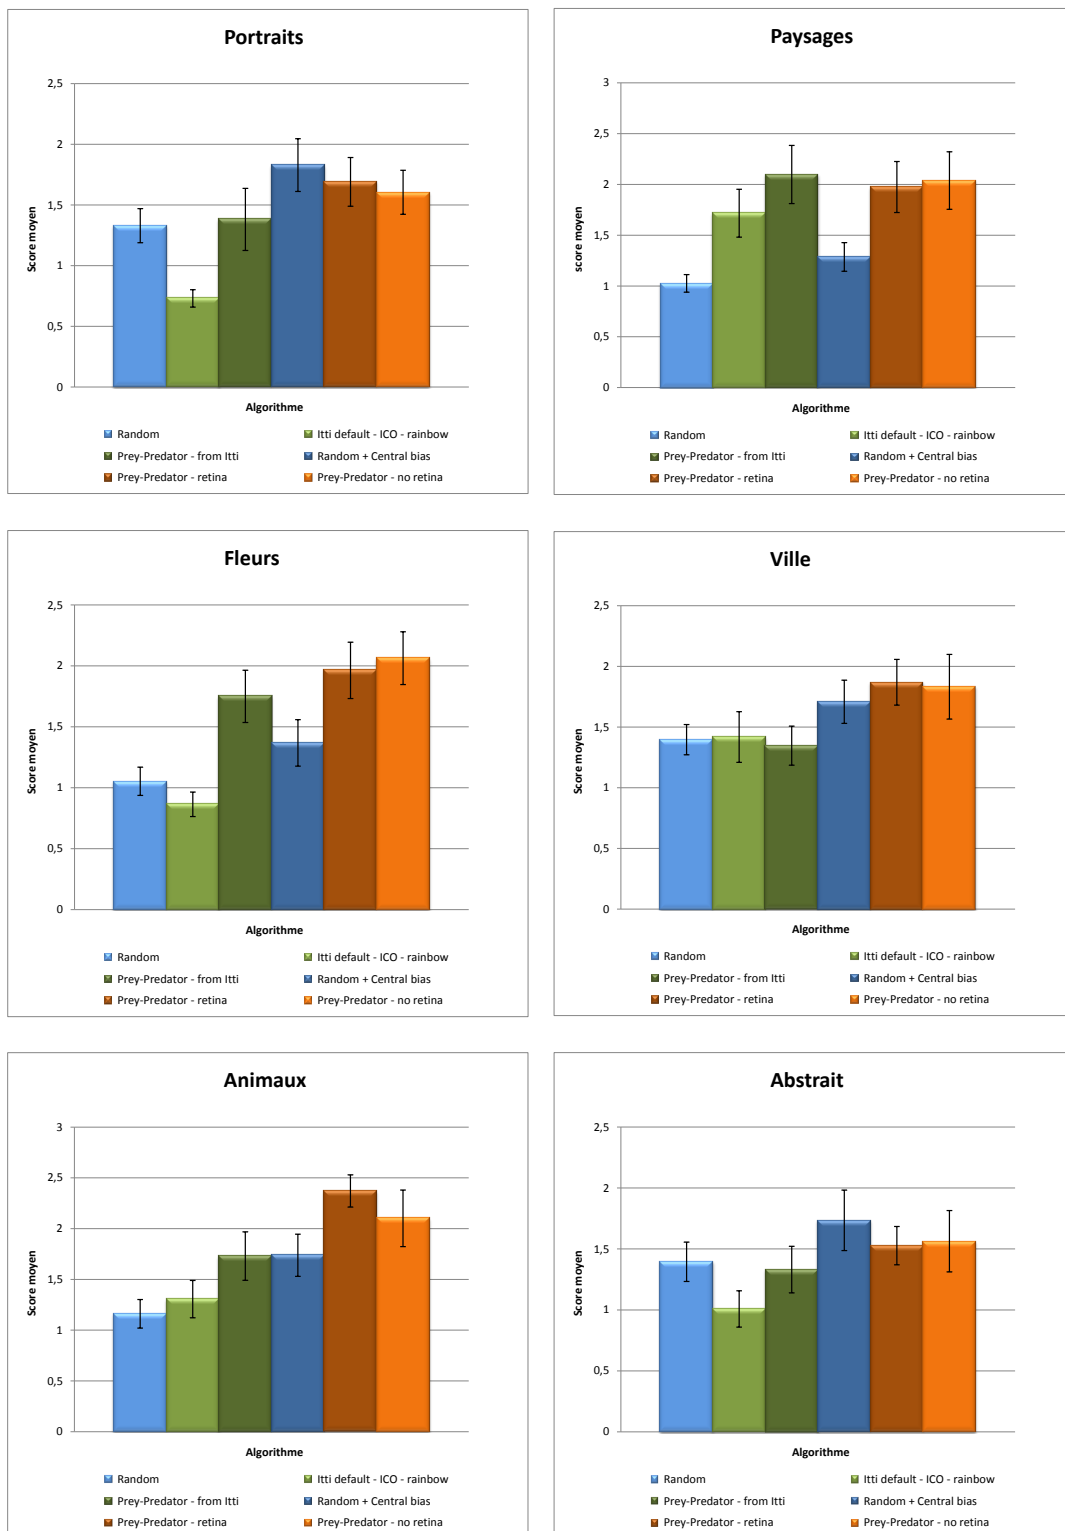 Portraits
2,5
2
1,5
1
0,5
0
Score moyen
Algorithme
Random
Itti default - ICO - rainbow
Prey-Predator - from Itti
Random + Central bias
Prey-Predator - retina
Prey-Predator - no retina
Paysages
3
2,5
2
1,5
1
0,5
0
score moyen
Algorithme
Random
Itti default - ICO - rainbow
Prey-Predator - from Itti
Random + Central bias
Prey-Predator - retina
Prey-Predator - no retina
Fleurs
2,5
2
1,5
1
0,5
0
Score moyen
Algorithme
Random
Itti default - ICO - rainbow
Prey-Predator - from Itti
Random + Central bias
Prey-Predator - retina
Prey-Predator - no retina
Ville
2,5
2
1,5
1
0,5
0
Score moyen
Algorithme
Random
Itti default - ICO - rainbow
Prey-Predator - from Itti
Random + Central bias
Prey-Predator - retina
Prey-Predator - no retina
Animaux
3
2,5
2
1,5
1
0,5
0
Score moyen
Algorithme
Random
Itti default - ICO - rainbow
Prey-Predator - from Itti
Random + Central bias
Prey-Predator - retina
Prey-Predator - no retina
Abstrait
2,5
2
1,5
1
0,5
0
Score moyen
Algorithme
Random
Itti default - ICO - rainbow
Prey-Predator - from Itti
Random + Central bias
Prey-Predator - retina
Prey-Predator - no retina